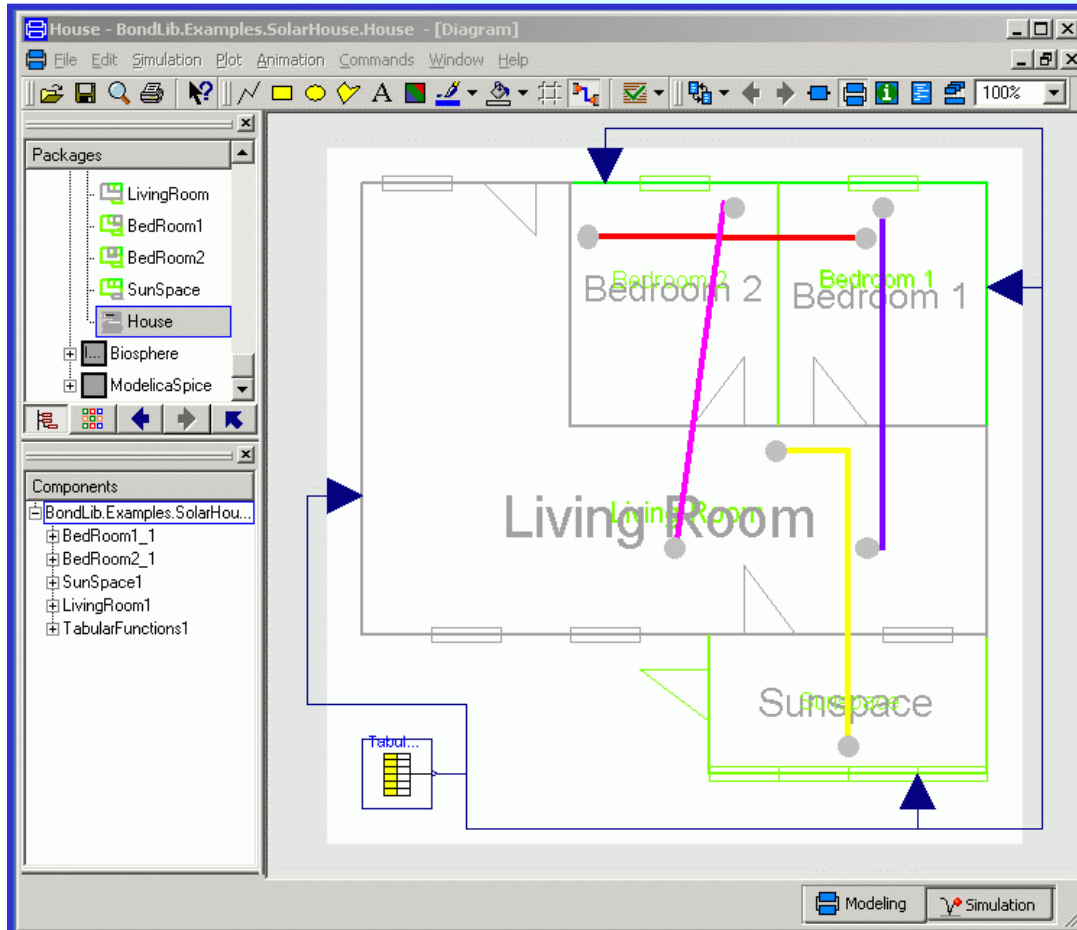 House - BondLib.Examples.SolarHouse.House - [Diagram]
File Edit Simulation Plot Animation Commands Window Help
100%
Packages
LivingRoom
BedRoom1
BedRoom2
SunSpace
House
Biosphere
ModelicaSpice
Components
BondLib.Examples.SolarHou...
BedRoom1_1
BedRoom2_1
SunSpace1
LivingRoom1
TabularFunctions1
Bedroom 2
Bedroom 2
Bedroom 1
Bedroom 1
Living Room
Living Room
Sunspace
Sunspace
Tabul...
Modeling
Simulation